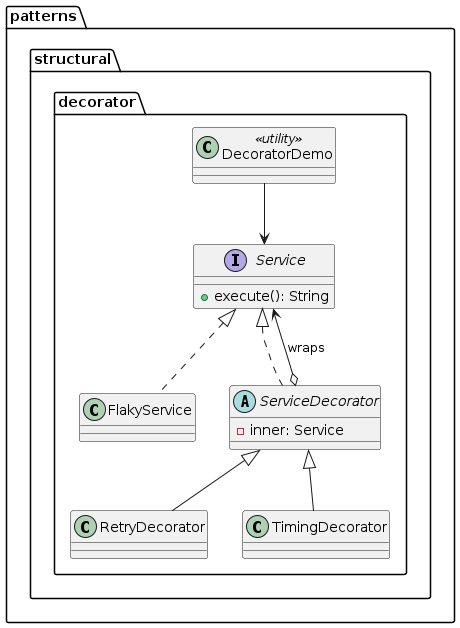 patterns
structural
decorator
C
«utility»
DecoratorDemo
I Service
execute(): String
wraps
C FlakyService
A ServiceDecorator
inner: Service
C RetryDecorator
C TimingDecorator